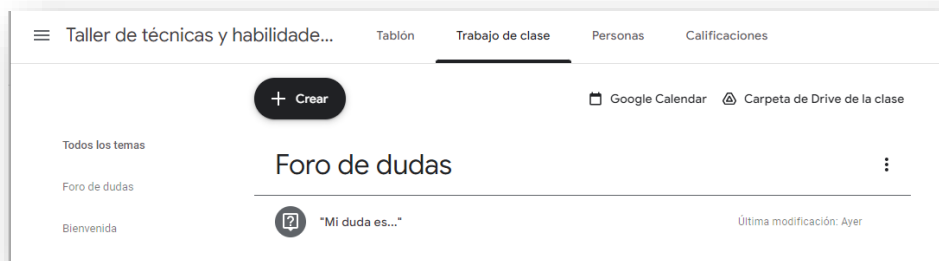 Taller de técnicas y habilidade... Tablón Trabajo de clase Personas Calificaciones
Crear Google Calendar Carpeta de Drive de la clase
Todos los temas
Foro de dudas
Foro de dudas
Bienvenida
"Mi duda es..." Última modificación: Ayer